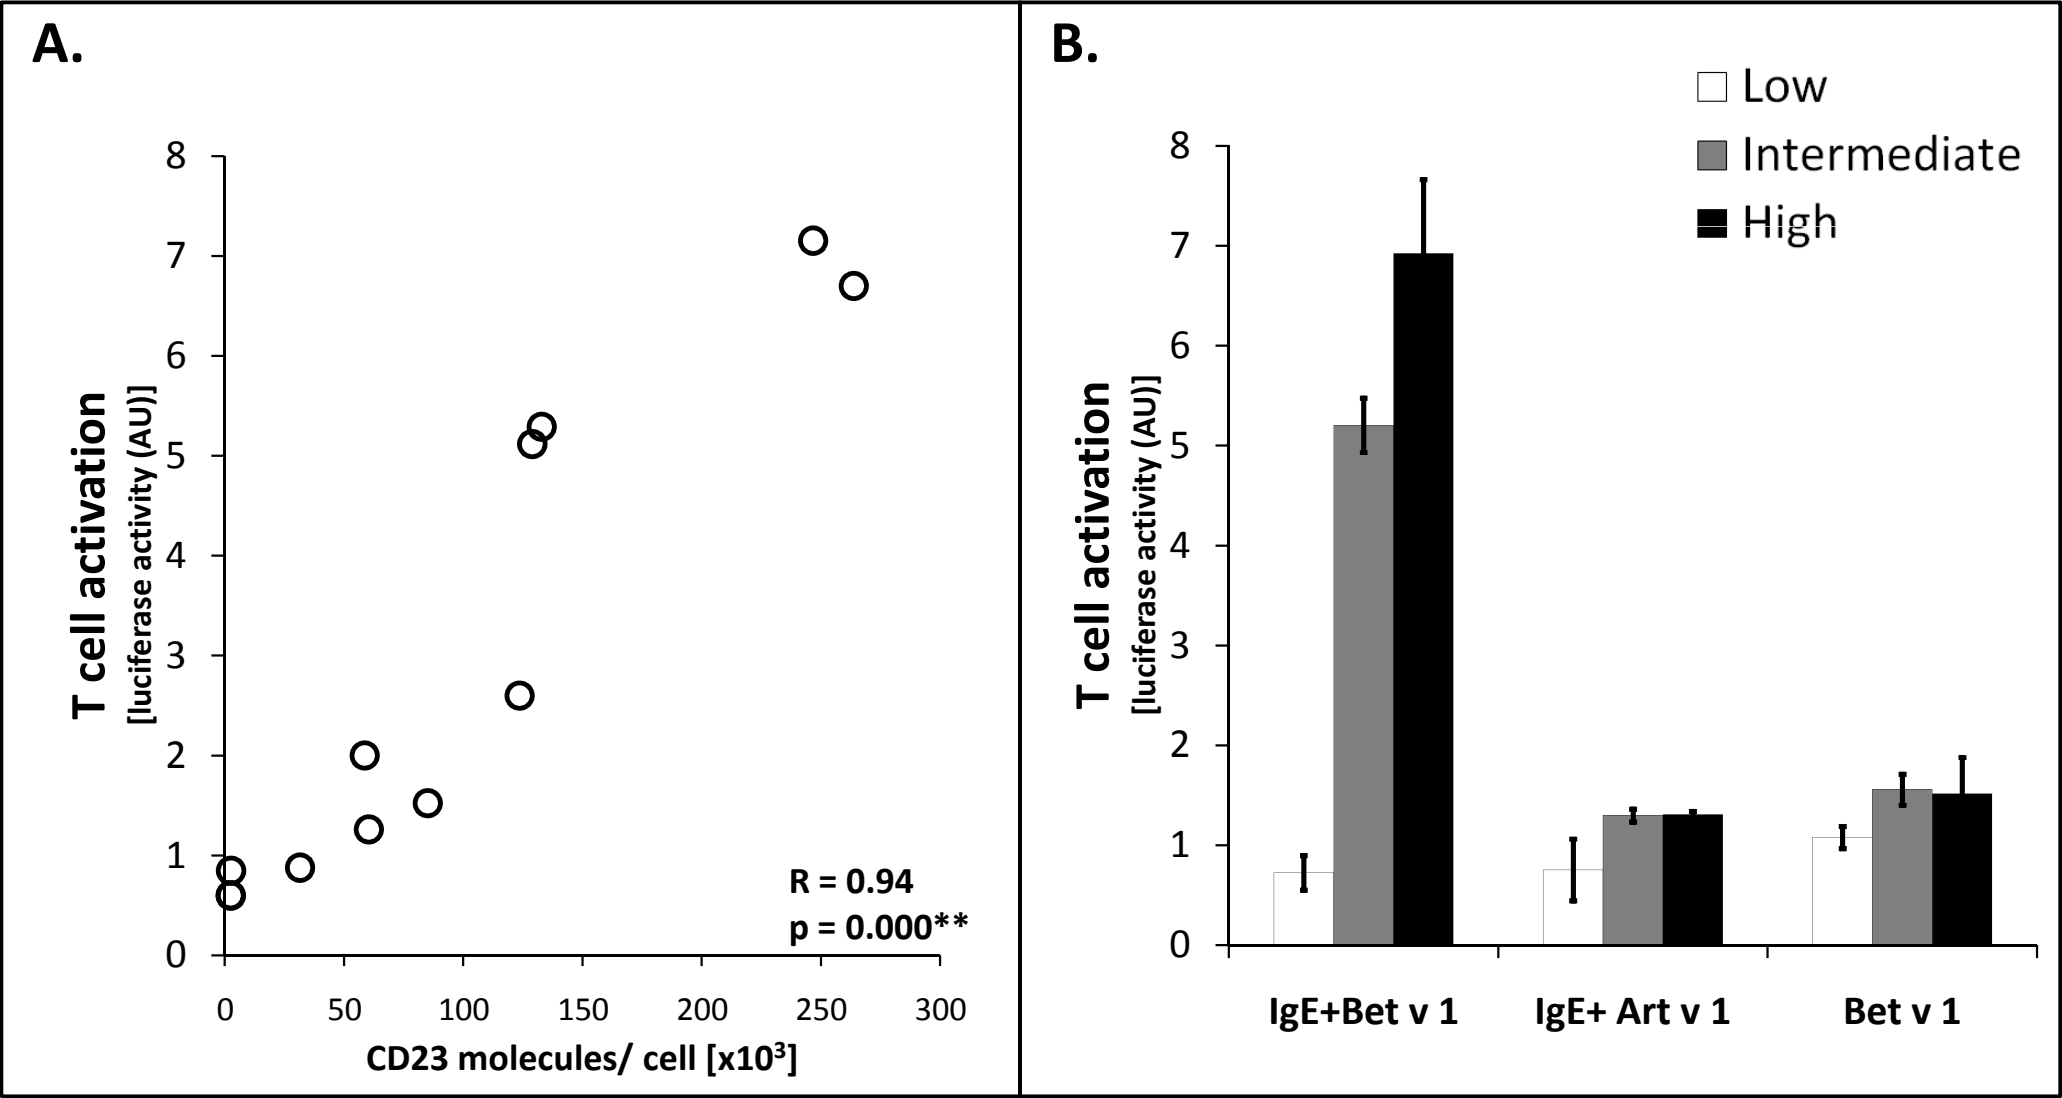 A.
8
7
6
5
4
3
2
1
0
T cell activation
[luciferase activity (AU)]
R = 0.94
p = 0.000**
0 50 100 150 200 250 300
CD23 molecules/ cell [x10³]
B.
Low
Intermediate
High
8
7
6
5
4
3
2
1
0
T cell activation
[luciferase activity (AU)]
IgE+Bet v 1 IgE+ Art v 1 Bet v 1